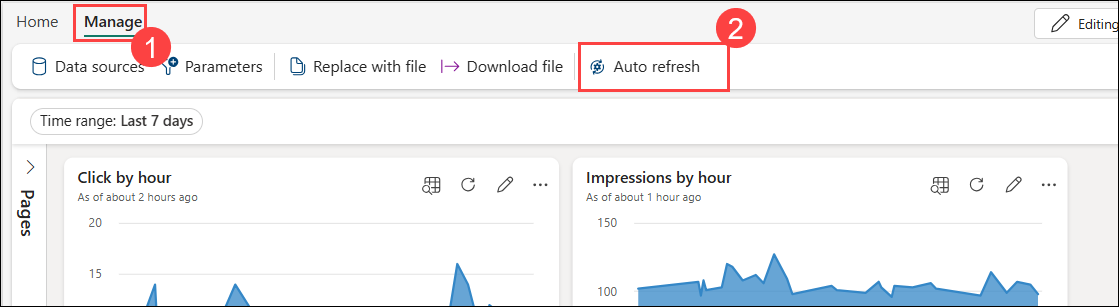 Home Manage Editing
1 2
Data sources Parameters Replace with file Download file Auto refresh
Time range: Last 7 days
Pages
Click by hour
As of about 2 hours ago
20
15
Impressions by hour
As of about 1 hour ago
150
100